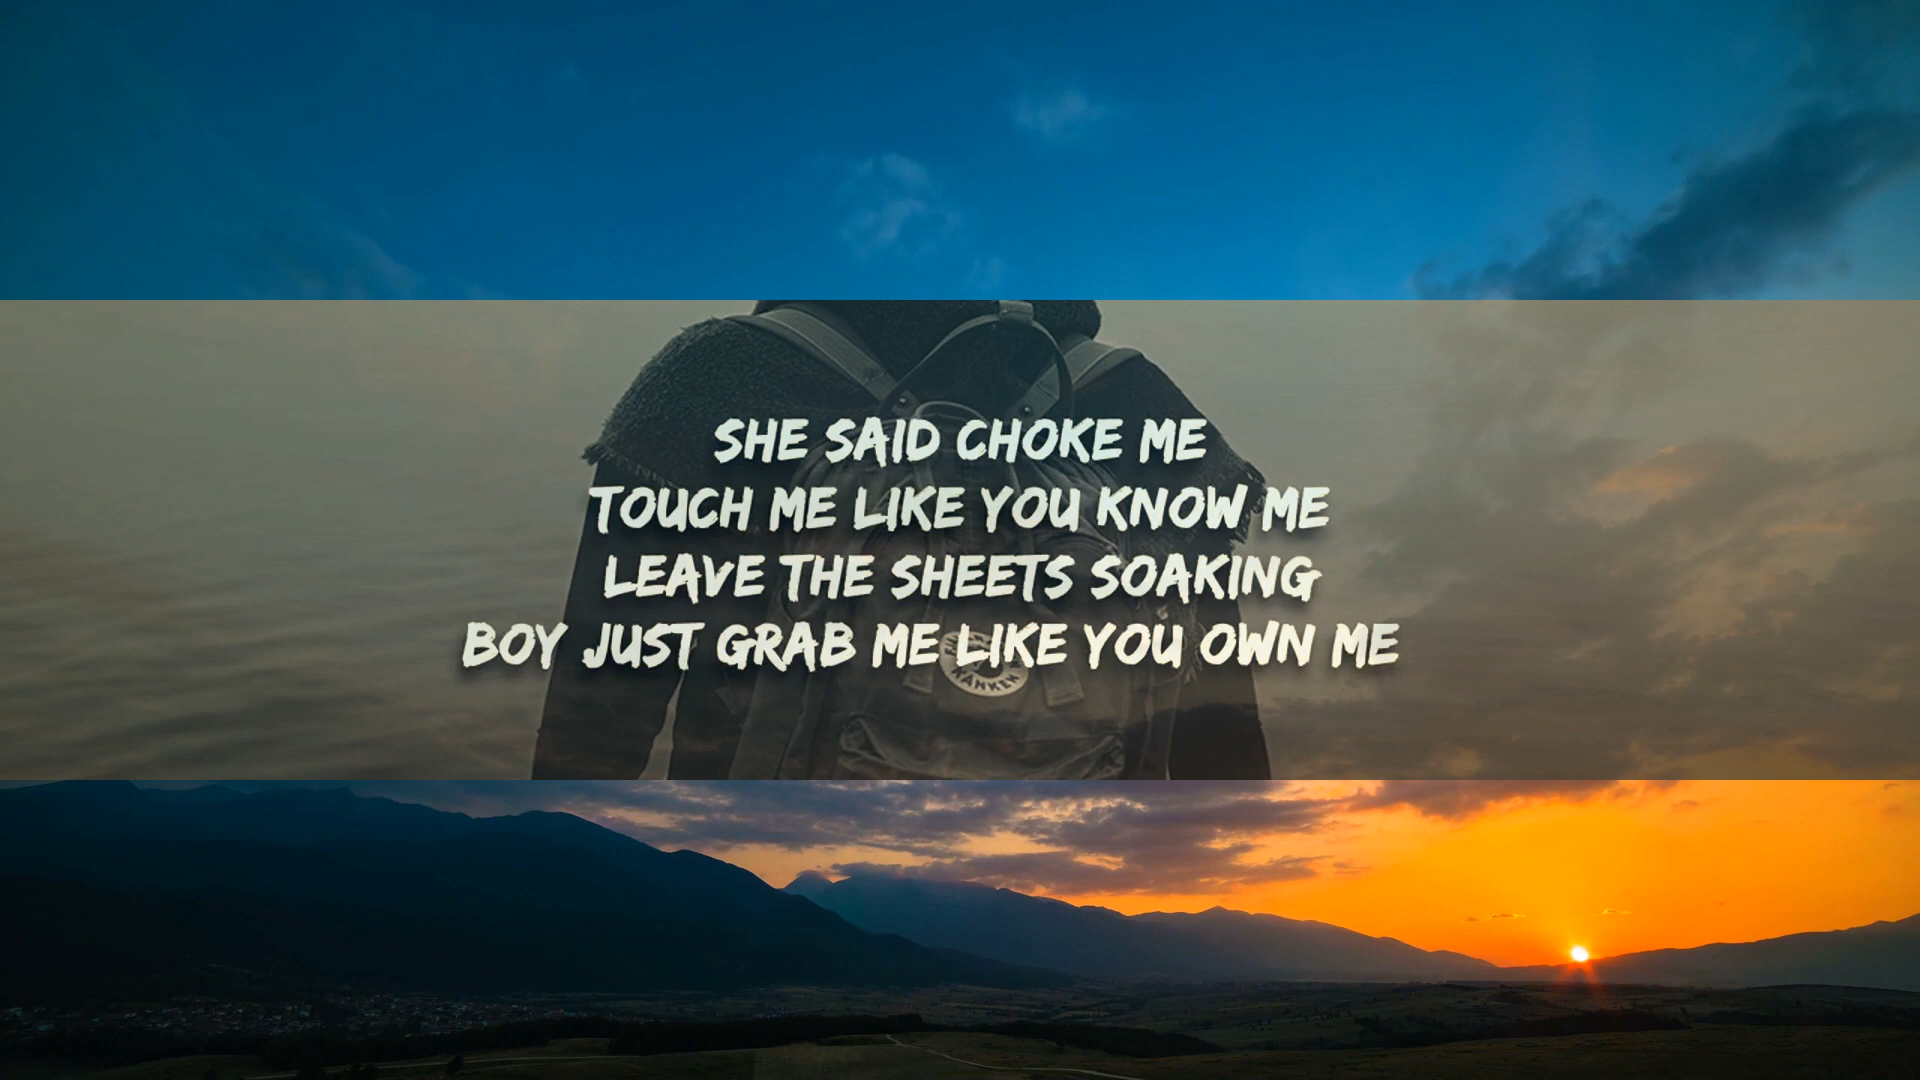 SHE SAID CHOKE ME
TOUCH ME LIKE YOU KNOW ME
LEAVE THE SHEETS SOAKING
BOY JUST GRAB ME LIKE YOU OWN ME
KANKEN